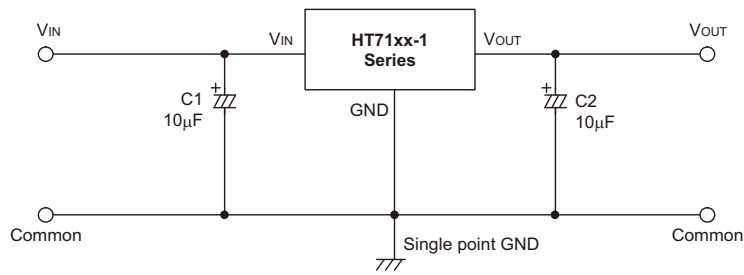 VIN
VIN
HT71xx-1
Series
VOUT
VOUT
C1
10μF
GND
C2
10μF
Common
Single point GND
Common